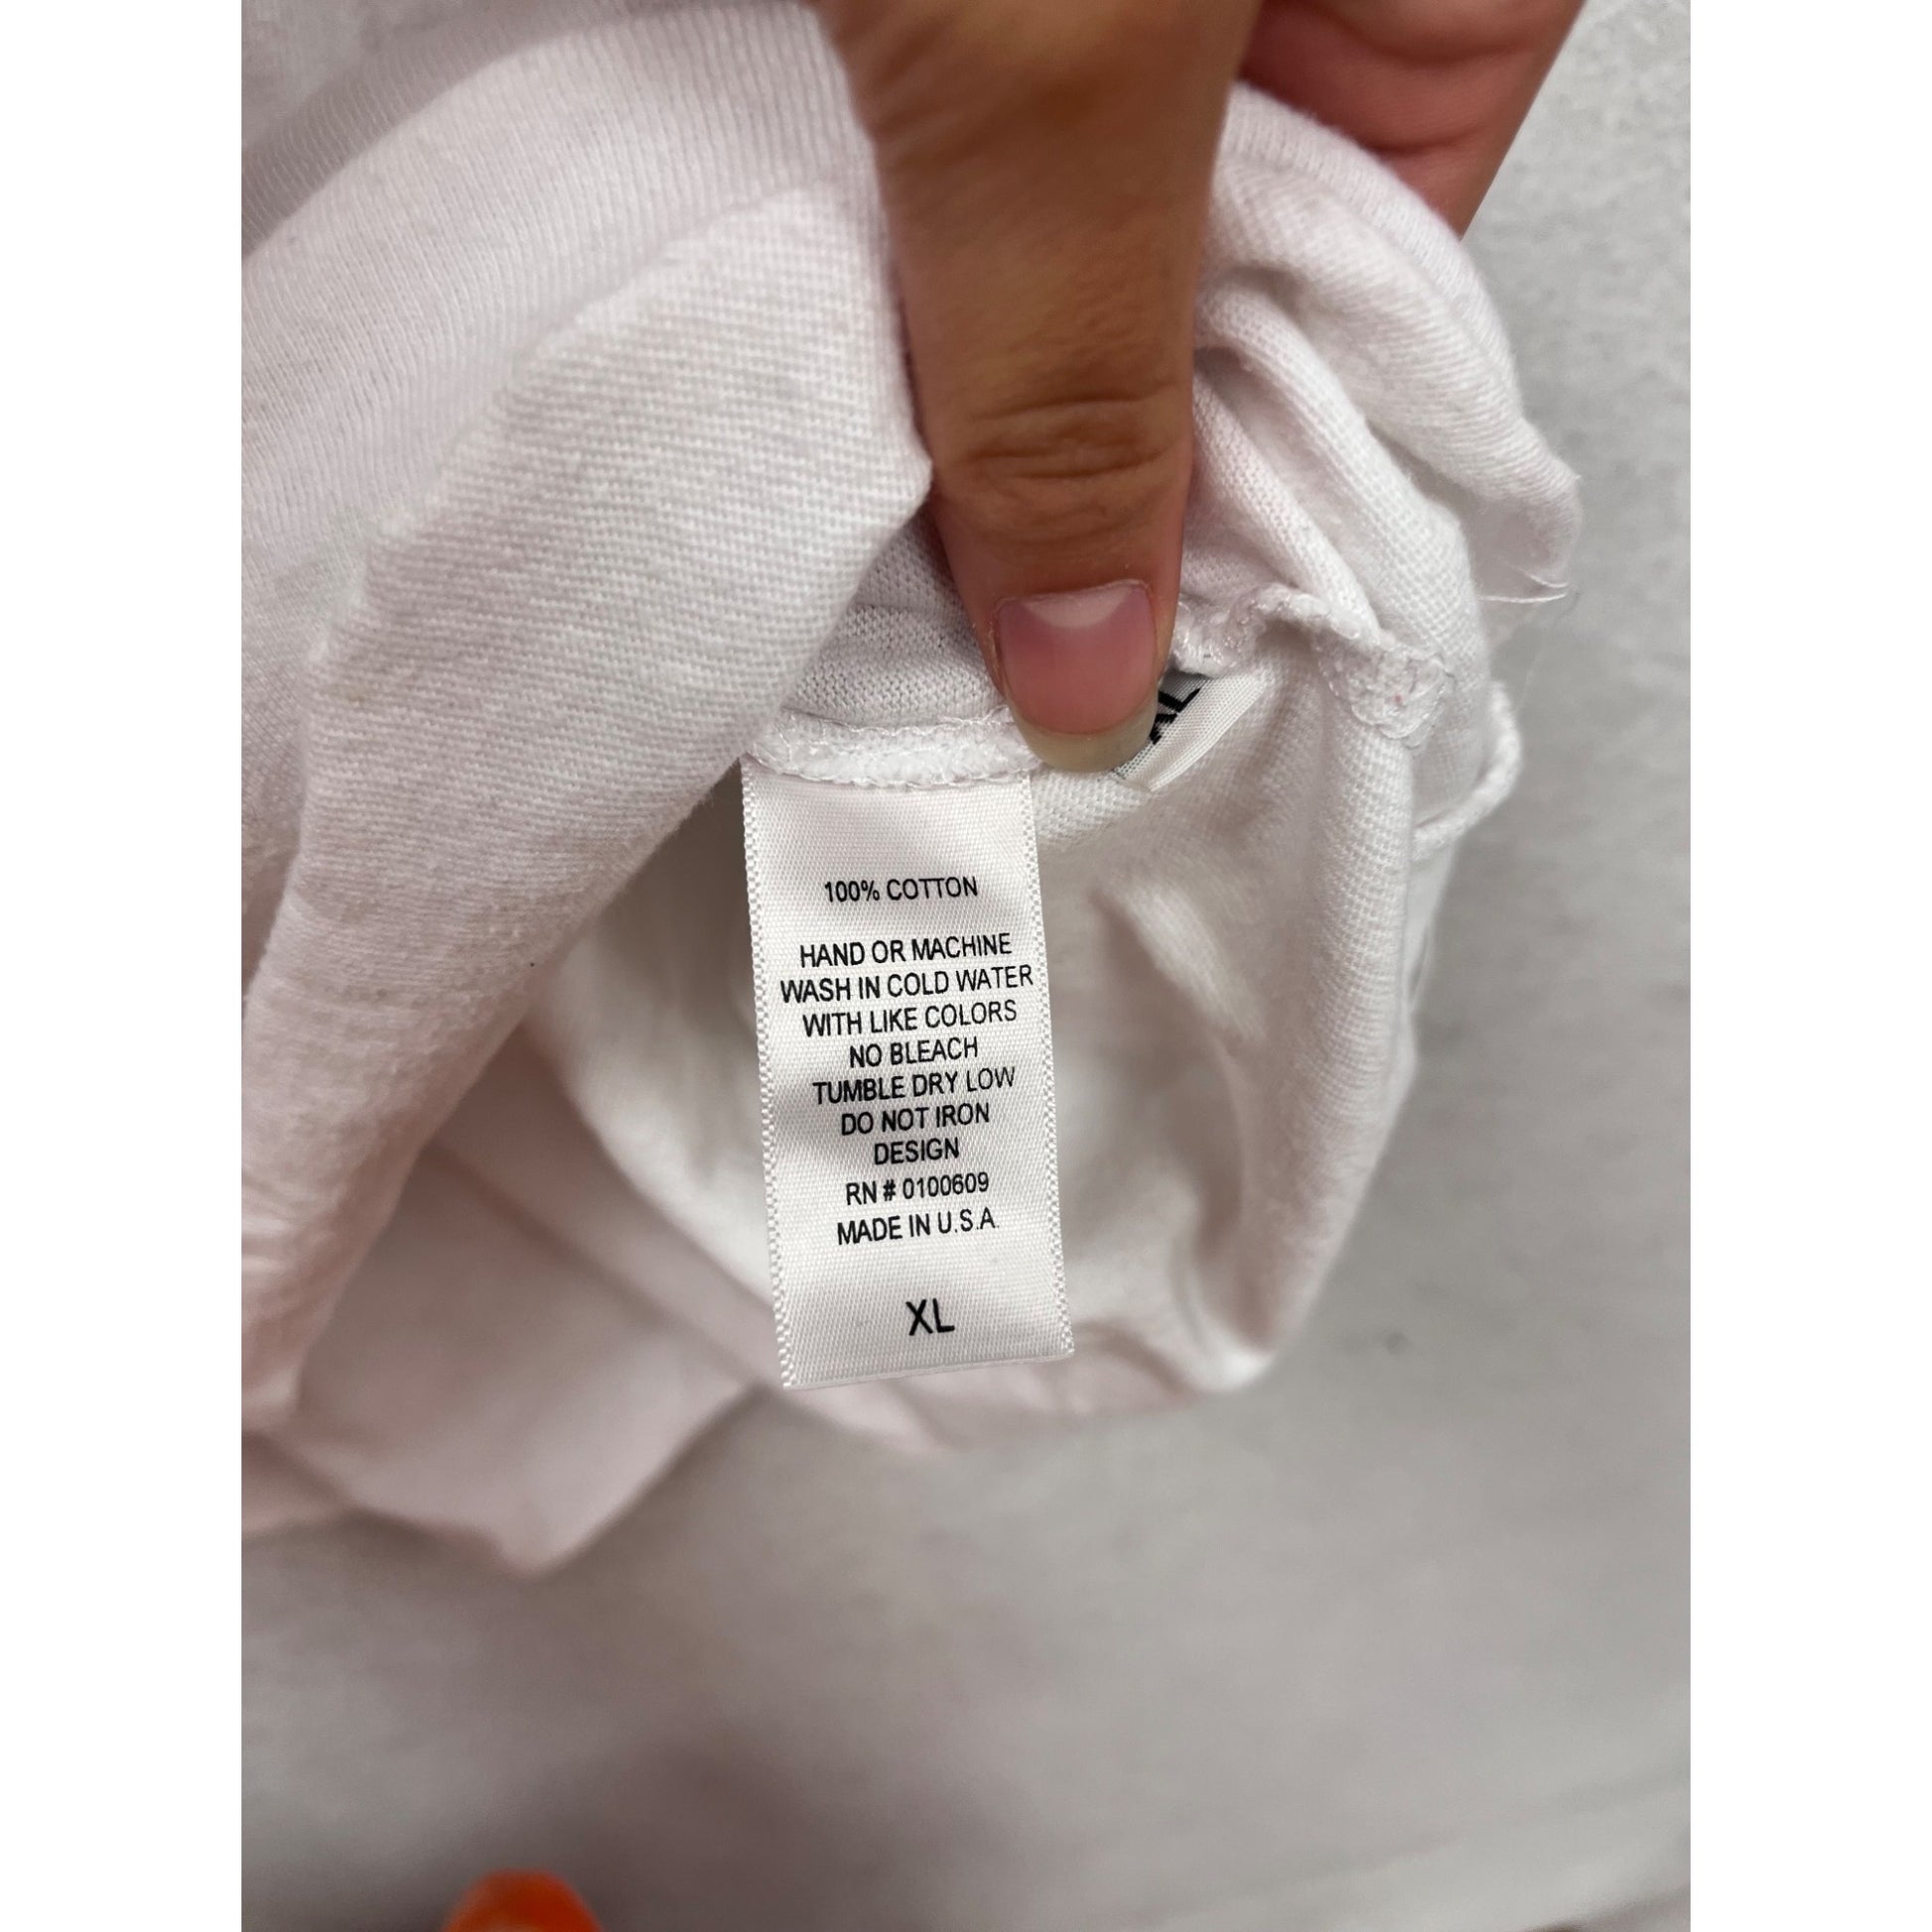 100% COTTON
HAND OR MACHINE
WASH IN COLD WATER
WITH LIKE COLORS
NO BLEACH
TUMBLE DRY LOW
DO NOT IRON
DESIGN
RN # 0100609
MADE IN U.S.A.
XL